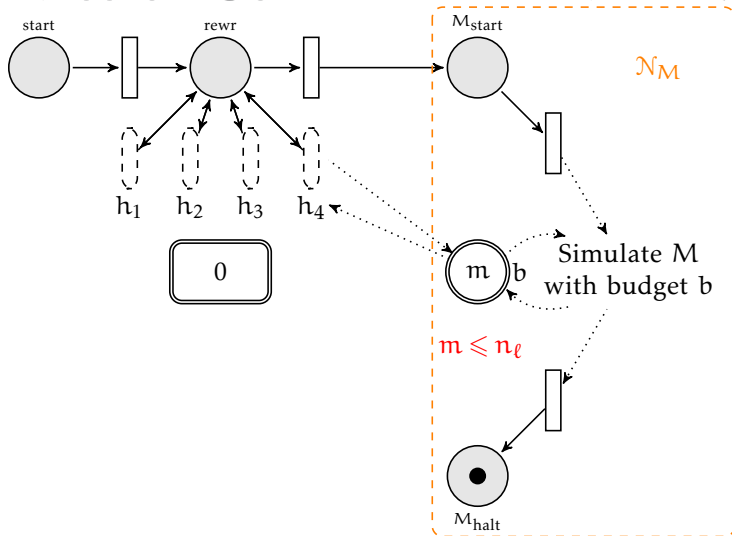 start
rewr
M_start
𝒩_M
h₁ h₂ h₃ h₄
0
m b
Simulate M
with budget b
m ⩽ n_ℓ
M_halt